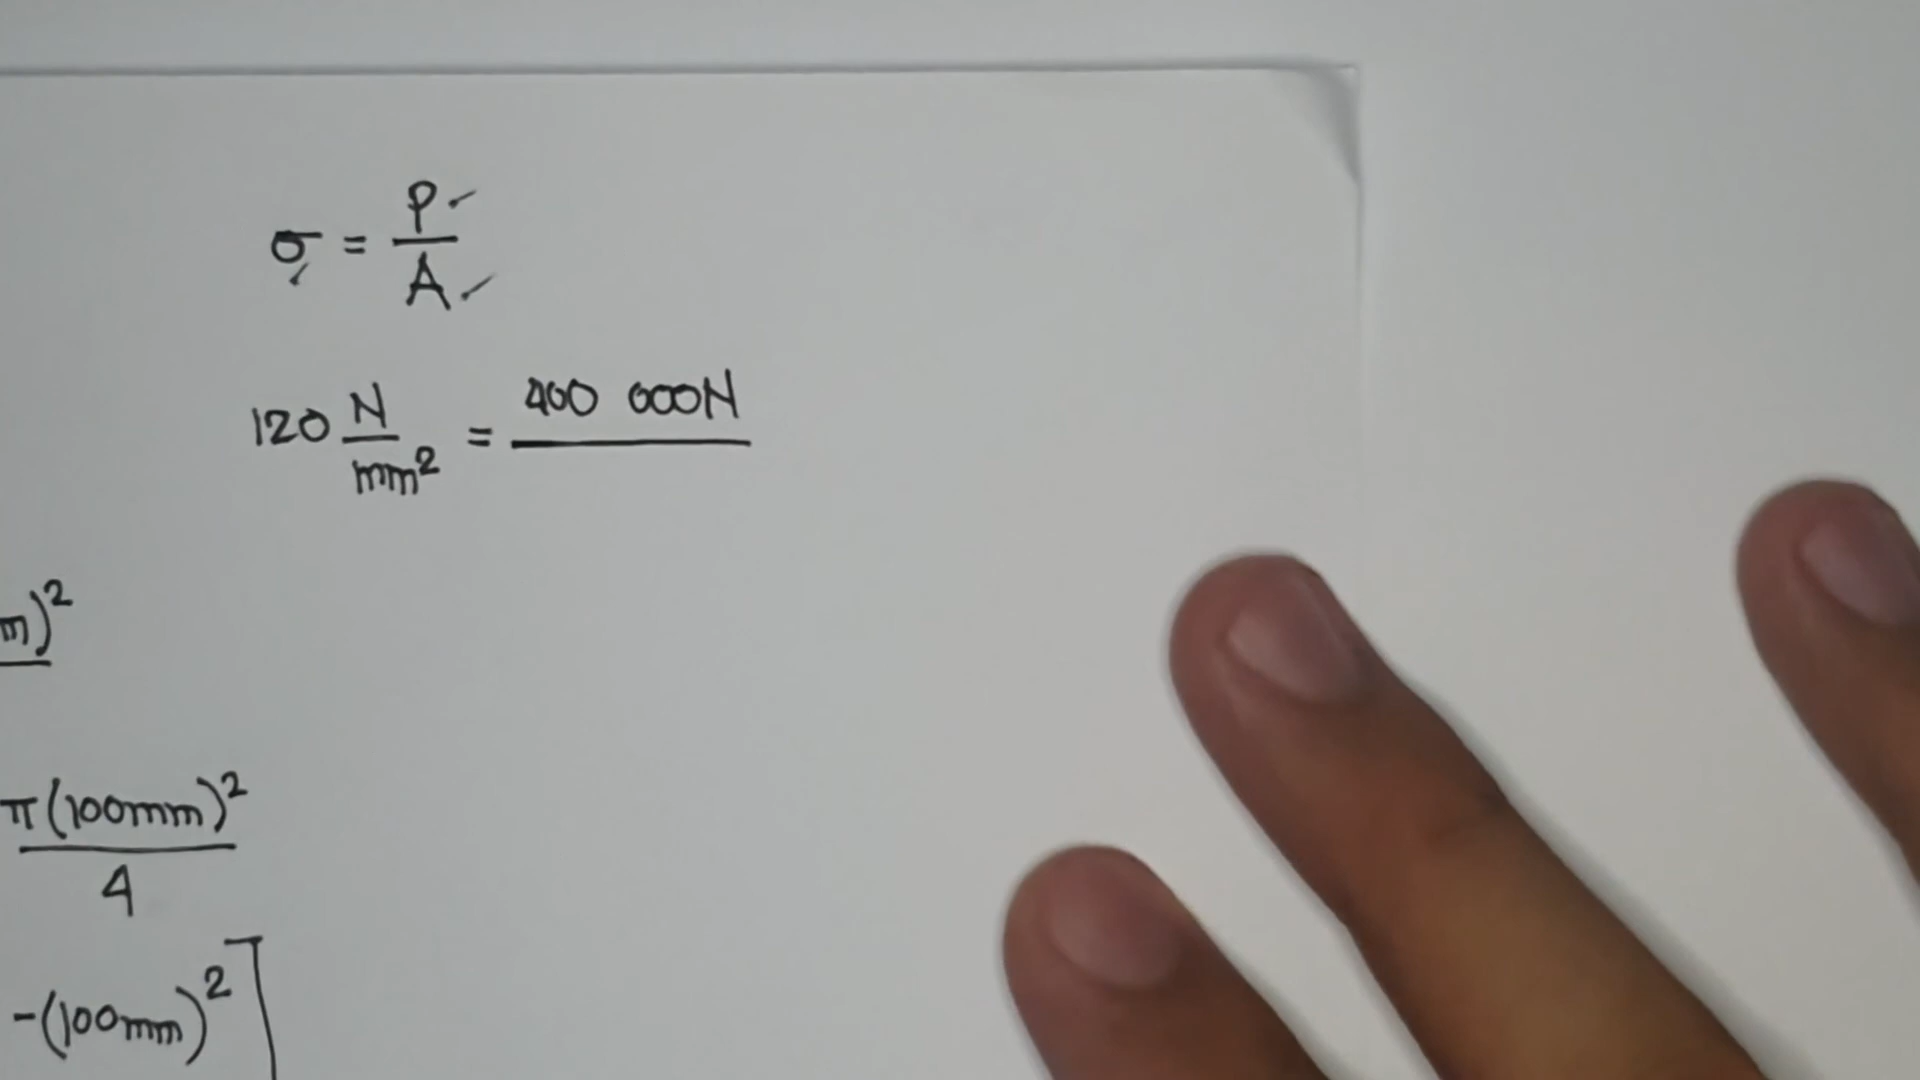 σ = P/A
120 N/mm² = 400 000N
m)²
π(100mm)²
4
-(100mm)²]